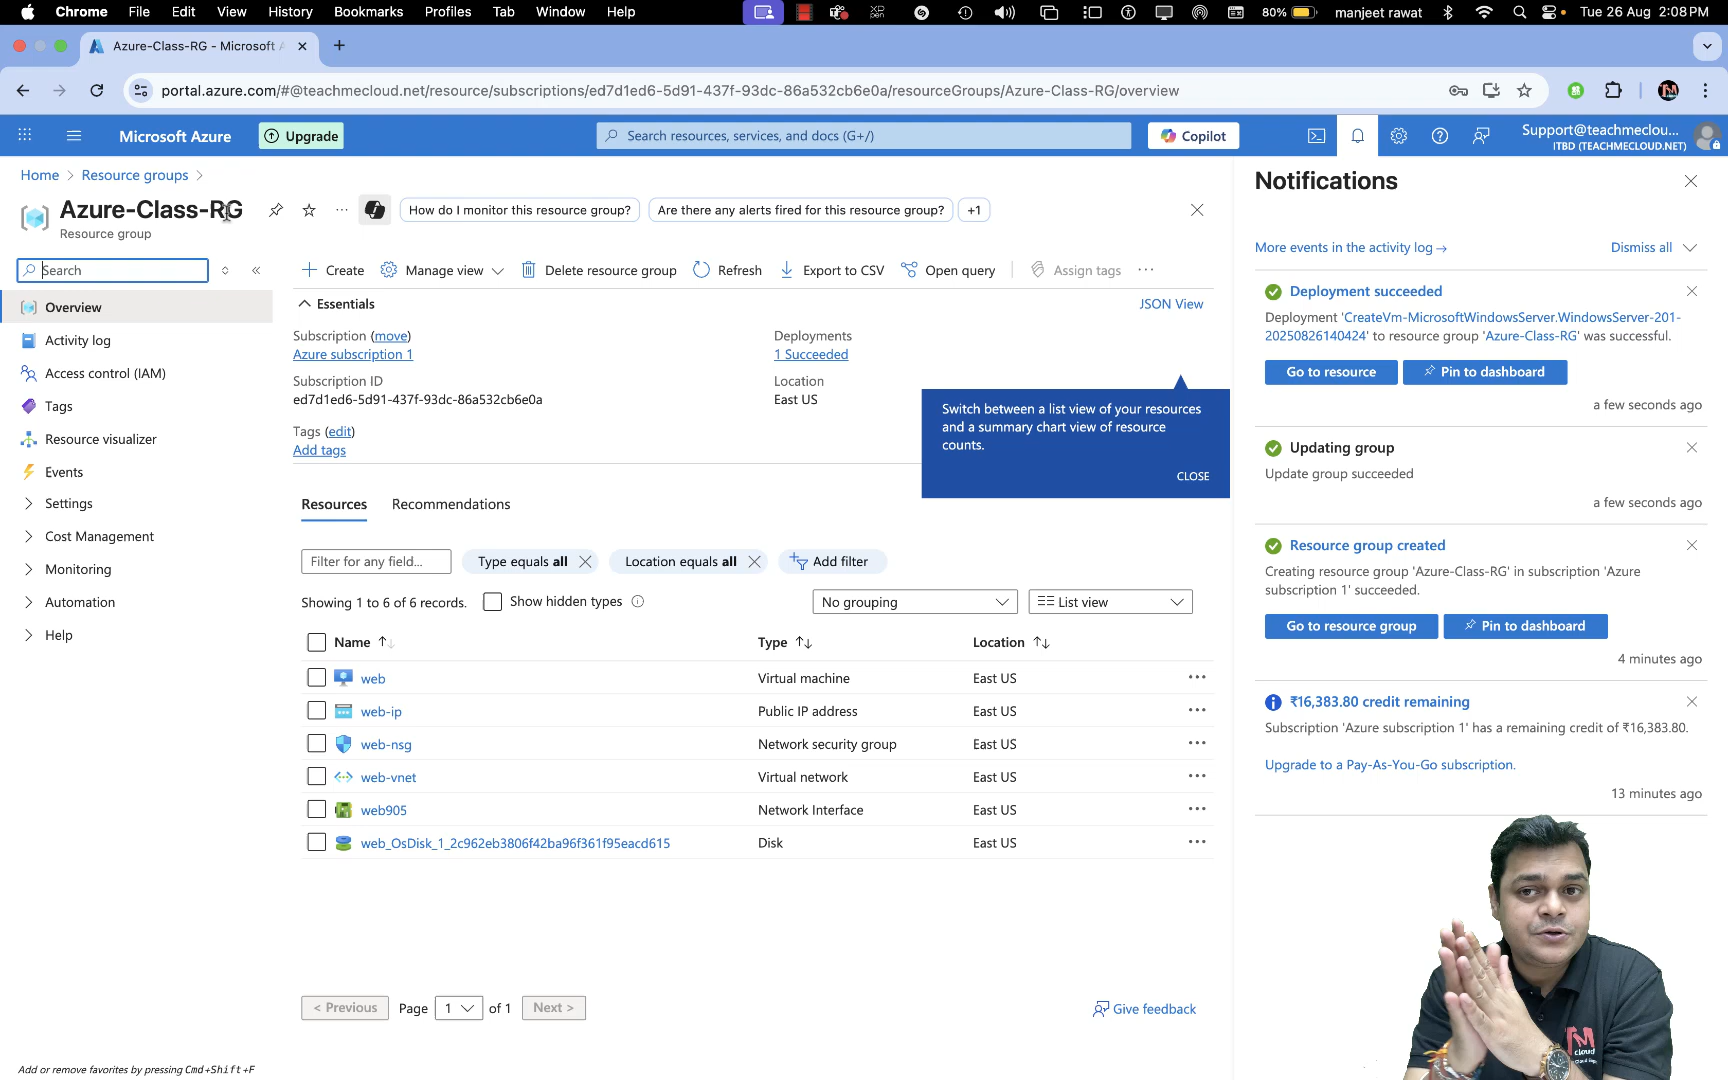 Chrome File Edit View History Bookmarks Profiles Tab Window Help
80% manjeet rawat Tue 26 Aug 2:08 PM
Azure-Class-RG - Microsoft A
portal.azure.com/#@teachmecloud.net/resource/subscriptions/ed7d1ed6-5d91-437f-93dc-86a532cb6e0a/resourceGroups/Azure-Class-RG/overview
Microsoft Azure
Upgrade
Search resources, services, and docs (G+/)
Copilot
Support@teachmeclou...
ITBD (TEACHMECLOUD.NET)
Home > Resource groups >
Azure-Class-RG
Resource group
How do I monitor this resource group?
Are there any alerts fired for this resource group?
+1
Search
Overview
Activity log
Access control (IAM)
Tags
Resource visualizer
Events
Settings
Cost Management
Monitoring
Automation
Help
Create Manage view Delete resource group Refresh Export to CSV Open query Assign tags ...
Essentials
JSON View
Subscription (move)
Azure subscription 1
Subscription ID
ed7d1ed6-5d91-437f-93dc-86a532cb6e0a
Tags (edit)
Add tags
Deployments
1 Succeeded
Location
East US
Switch between a list view of your resources
and a summary chart view of resource
counts.
CLOSE
Resources Recommendations
Filter for any field...
Type equals all
Location equals all
Add filter
Showing 1 to 6 of 6 records.
Show hidden types
No grouping
List view
Name Type Location
web Virtual machine East US
web-ip Public IP address East US
web-nsg Network security group East US
web-vnet Virtual network East US
web905 Network Interface East US
web_OsDisk_1_2c962eb3806f42ba96f361f95eacd615 Disk East US
< Previous Page 1 of 1 Next >
Give feedback
Add or remove favorites by pressing Cmd+Shift+F
Notifications
More events in the activity log →
Dismiss all
Deployment succeeded
Deployment 'CreateVm-MicrosoftWindowsServer.WindowsServer-201-
20250826140424' to resource group 'Azure-Class-RG' was successful.
Go to resource
Pin to dashboard
a few seconds ago
Updating group
Update group succeeded
a few seconds ago
Resource group created
Creating resource group 'Azure-Class-RG' in subscription 'Azure
subscription 1' succeeded.
Go to resource group
Pin to dashboard
4 minutes ago
₹16,383.80 credit remaining
Subscription 'Azure subscription 1' has a remaining credit of ₹16,383.80.
Upgrade to a Pay-As-You-Go subscription.
13 minutes ago